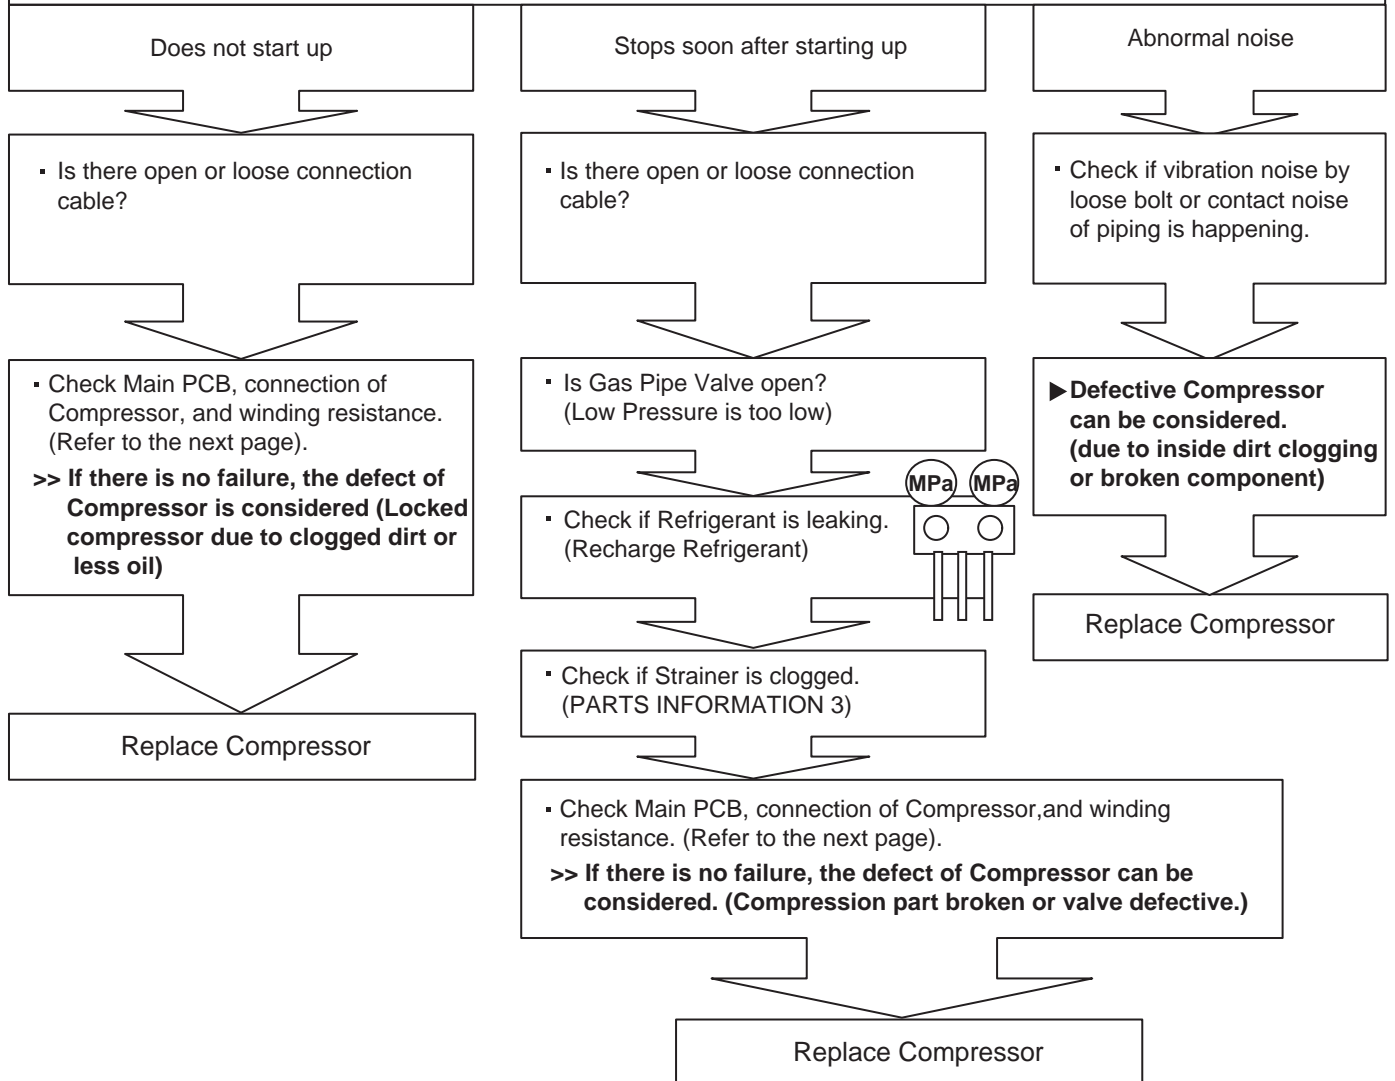 Does not start up
▪ Is there open or loose connection
cable?
▪ Check Main PCB, connection of
Compressor, and winding resistance.
(Refer to the next page).
>> If there is no failure, the defect of
Compressor is considered (Locked
compressor due to clogged dirt or
less oil)
Replace Compressor
Stops soon after starting up
▪ Is there open or loose connection
cable?
▪ Is Gas Pipe Valve open?
(Low Pressure is too low)
▪ Check if Refrigerant is leaking.
(Recharge Refrigerant)
MPa MPa
▪ Check if Strainer is clogged.
(PARTS INFORMATION 3)
▪ Check Main PCB, connection of Compressor,and winding
resistance. (Refer to the next page).
>> If there is no failure, the defect of Compressor can be
considered. (Compression part broken or valve defective.)
Replace Compressor
Abnormal noise
▪ Check if vibration noise by
loose bolt or contact noise
of piping is happening.
▶Defective Compressor
can be considered.
(due to inside dirt clogging
or broken component)
Replace Compressor